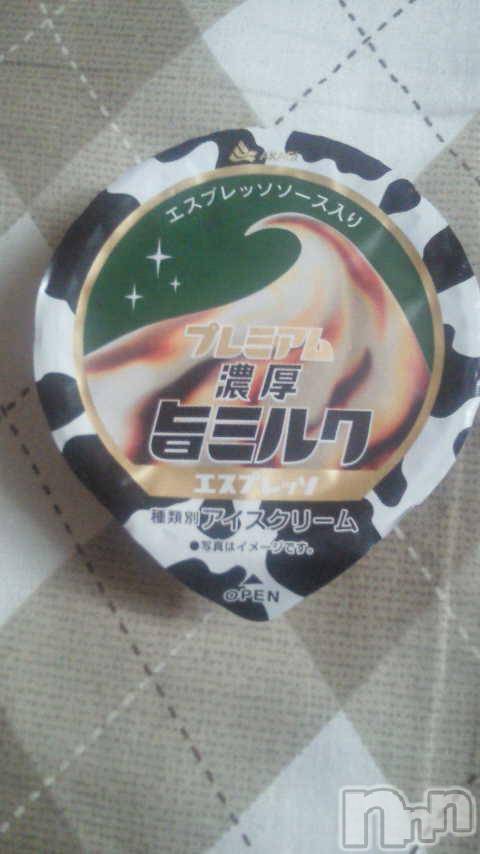 AKAGI
エスプレッソソース入り
プレミアム
濃厚
旨ミルク
エスプレッソ
種類別 アイスクリーム
●写真はイメージです。
▲
OPEN
nnn